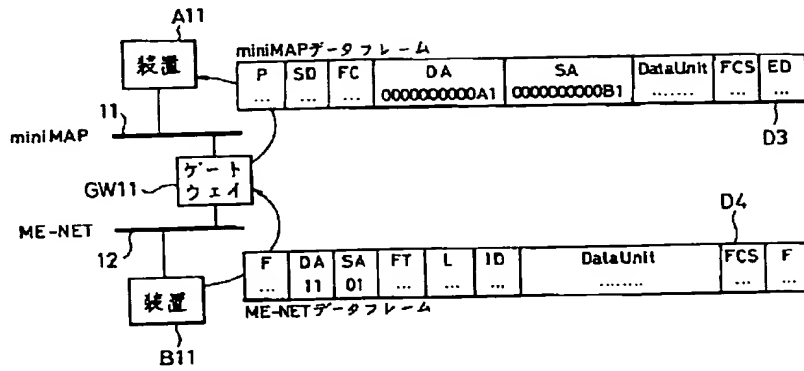 A11
装置
miniMAPデータフレーム
P SD FC DA SA DataUnit FCS ED
... ... ... 0000000000A1 0000000000B1 ....... ... ...
D3
11
miniMAP
ゲート
ウェイ
GW11
ME-NET
12
D4
F DA SA FT L ID DataUnit FCS F
... 11 01 ... ... ... ....... ... ...
ME-NETデータフレーム
装置
B11